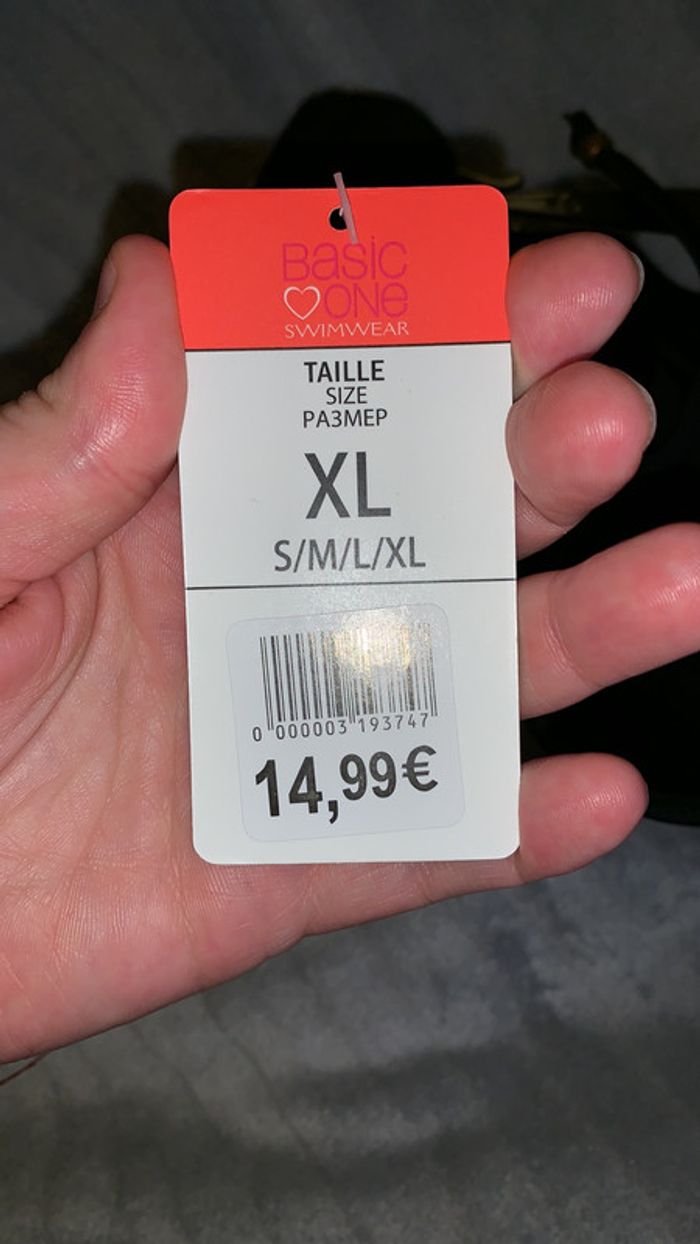 Basic
one
SWIMWEAR
TAILLE
SIZE
РАЗМЕР
XL
S/M/L/XL
0 000003 193747
14,99€